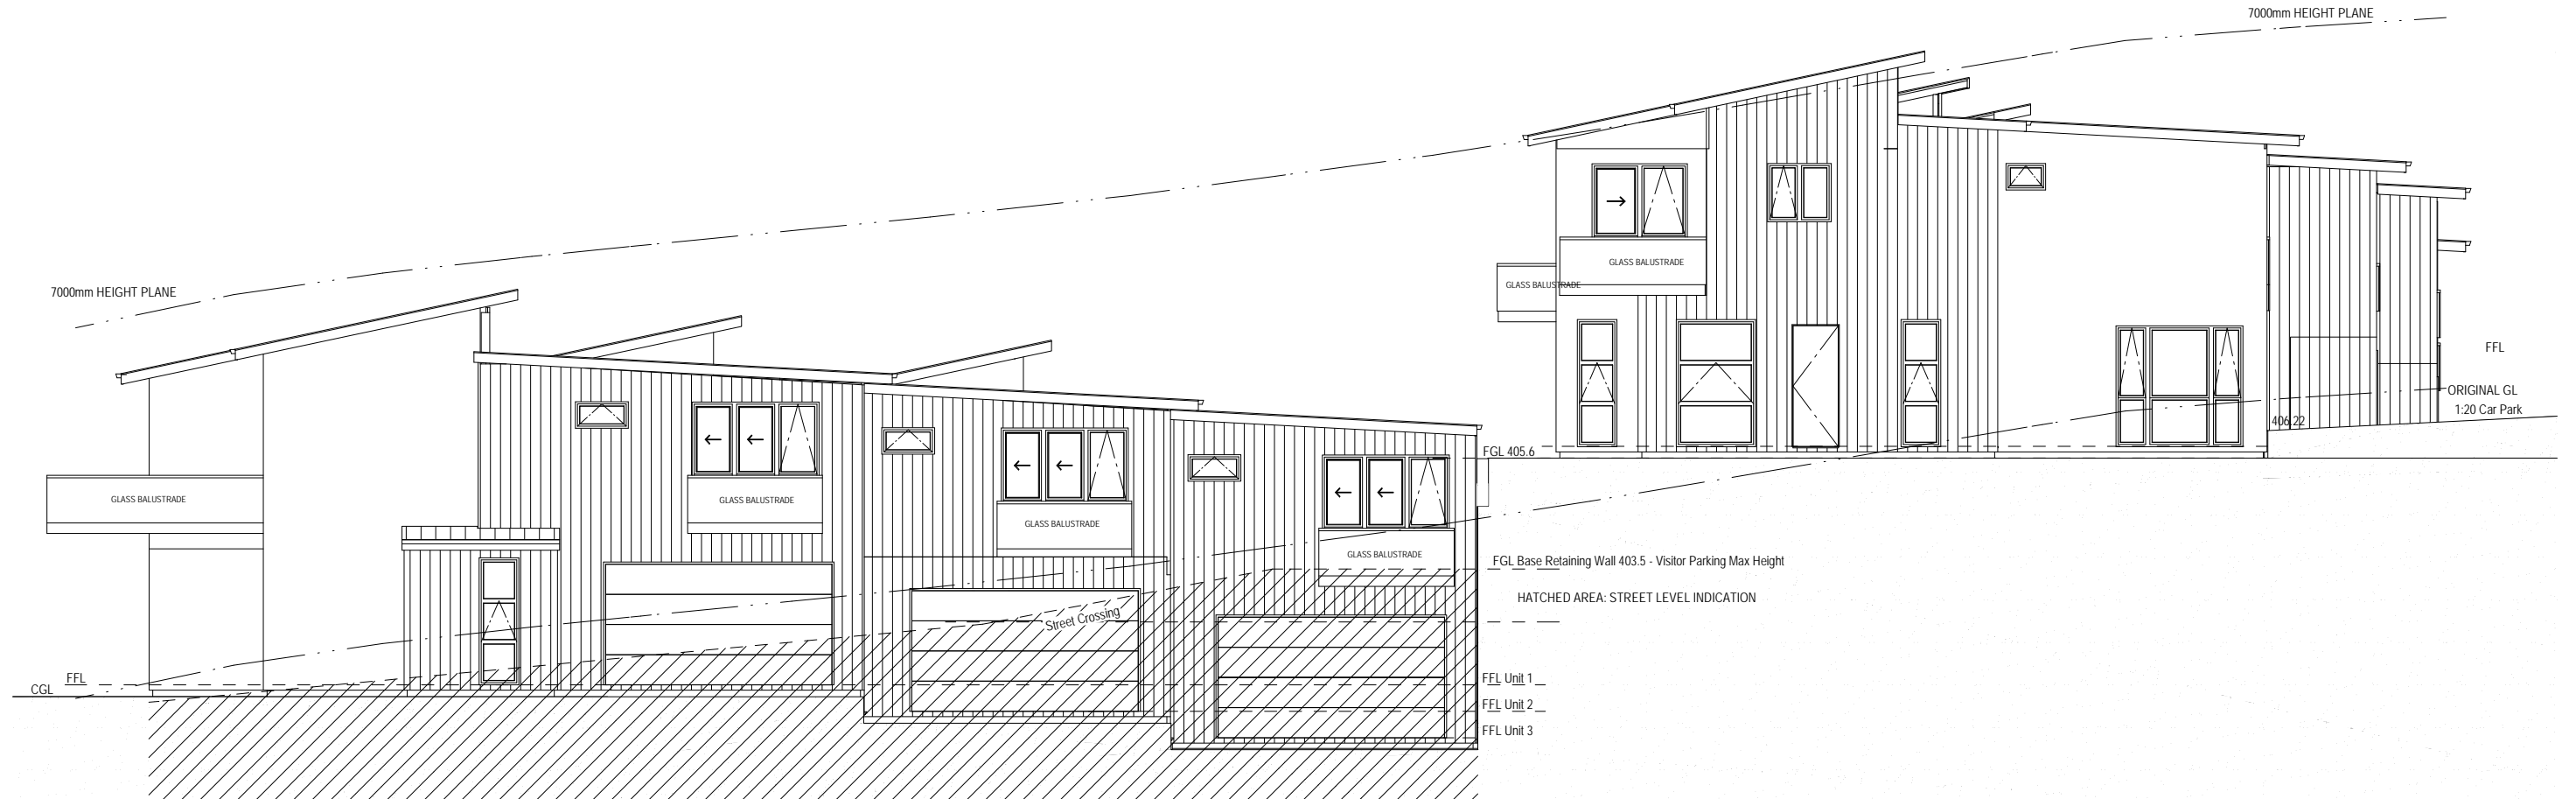 7000mm HEIGHT PLANE
7000mm HEIGHT PLANE
GLASS BALUSTRADE
GLASS BALUSTRADE
FFL
ORIGINAL GL
1:20 Car Park
406.22
FGL 405.6
GLASS BALUSTRADE
GLASS BALUSTRADE
GLASS BALUSTRADE
GLASS BALUSTRADE
FGL Base Retaining Wall 403.5 - Visitor Parking Max Height
HATCHED AREA: STREET LEVEL INDICATION
Street Crossing
FFL
CGL
FFL Unit 1
FFL Unit 2
FFL Unit 3